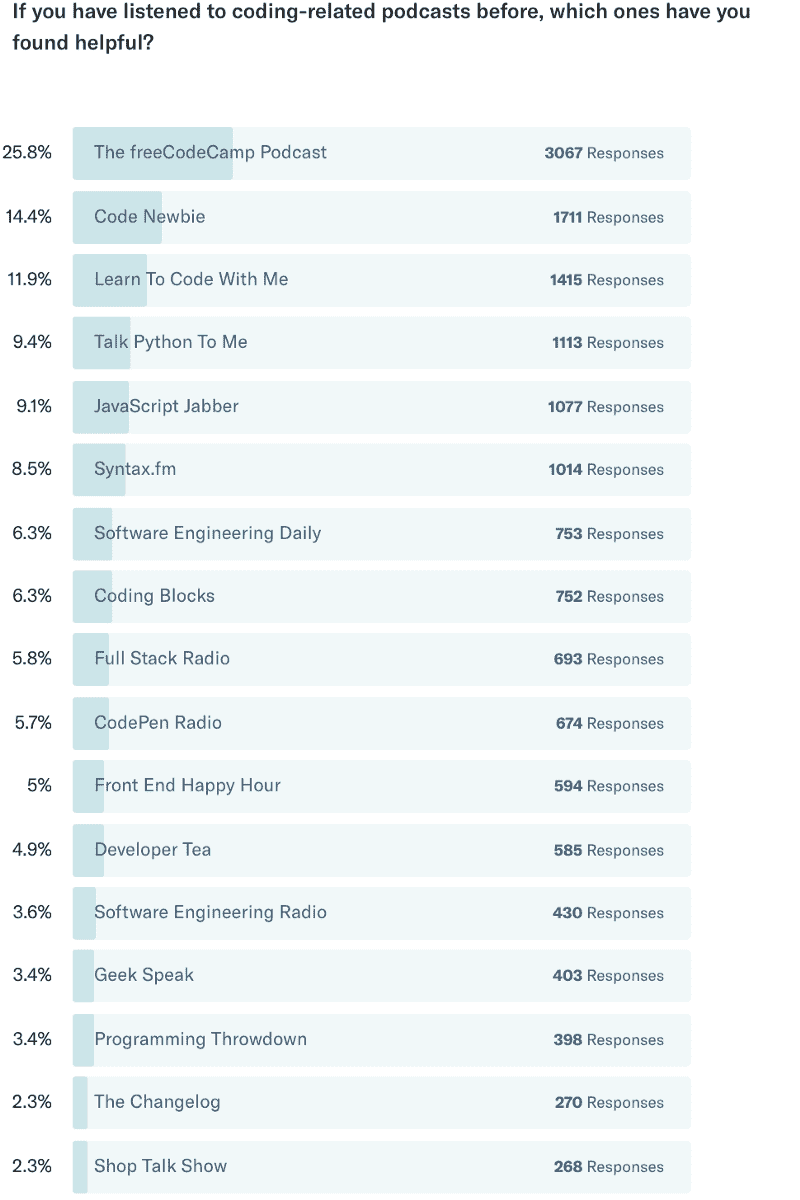 If you have listened to coding-related podcasts before, which ones have you
found helpful?
25.8% The freeCodeCamp Podcast 3067 Responses
14.4% Code Newbie 1711 Responses
11.9% Learn To Code With Me 1415 Responses
9.4% Talk Python To Me 1113 Responses
9.1% JavaScript Jabber 1077 Responses
8.5% Syntax.fm 1014 Responses
6.3% Software Engineering Daily 753 Responses
6.3% Coding Blocks 752 Responses
5.8% Full Stack Radio 693 Responses
5.7% CodePen Radio 674 Responses
5% Front End Happy Hour 594 Responses
4.9% Developer Tea 585 Responses
3.6% Software Engineering Radio 430 Responses
3.4% Geek Speak 403 Responses
3.4% Programming Throwdown 398 Responses
2.3% The Changelog 270 Responses
2.3% Shop Talk Show 268 Responses